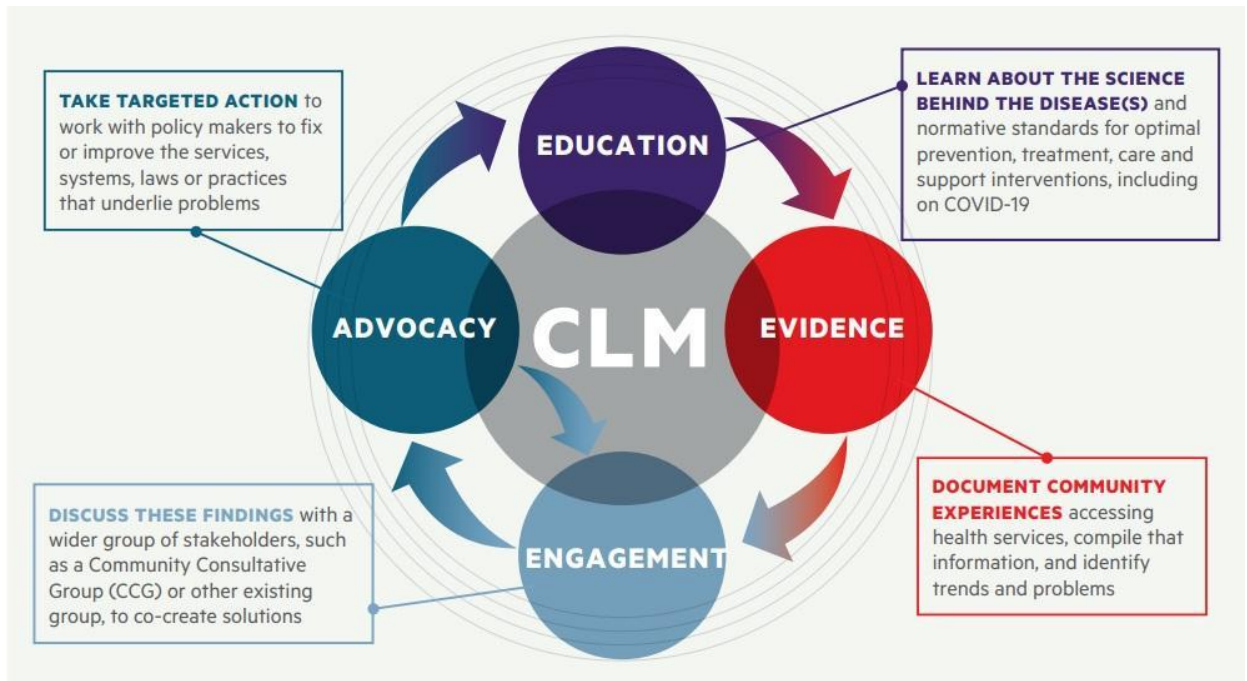 TAKE TARGETED ACTION to
work with policy makers to fix
or improve the services,
systems, laws or practices
that underlie problems
EDUCATION
LEARN ABOUT THE SCIENCE
BEHIND THE DISEASE(S) and
normative standards for optimal
prevention, treatment, care and
support interventions, including
on COVID-19
ADVOCACY
CLM
EVIDENCE
DISCUSS THESE FINDINGS with a
wider group of stakeholders, such
as a Community Consultative
Group (CCG) or other existing
group, to co-create solutions
ENGAGEMENT
DOCUMENT COMMUNITY
EXPERIENCES accessing
health services, compile that
information, and identify
trends and problems